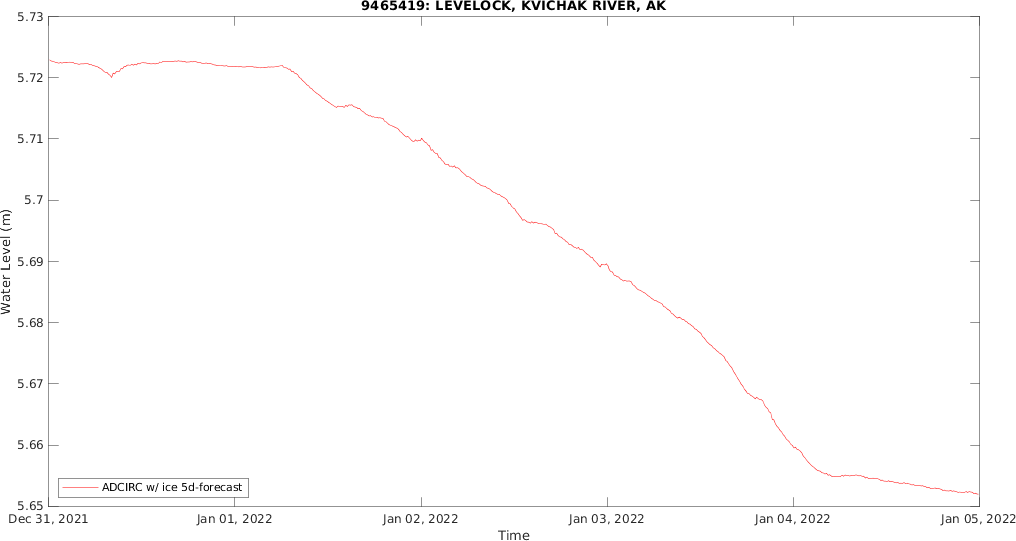 9465419: LEVELOCK, KVICHAK RIVER, AK
5.73
5.72
5.71
5.7
5.69
5.68
5.67
5.66
5.65
Water Level (m)
ADCIRC w/ ice 5d-forecast
Dec 31, 2021 Jan 01, 2022 Jan 02, 2022 Jan 03, 2022 Jan 04, 2022 Jan 05, 2022
Time